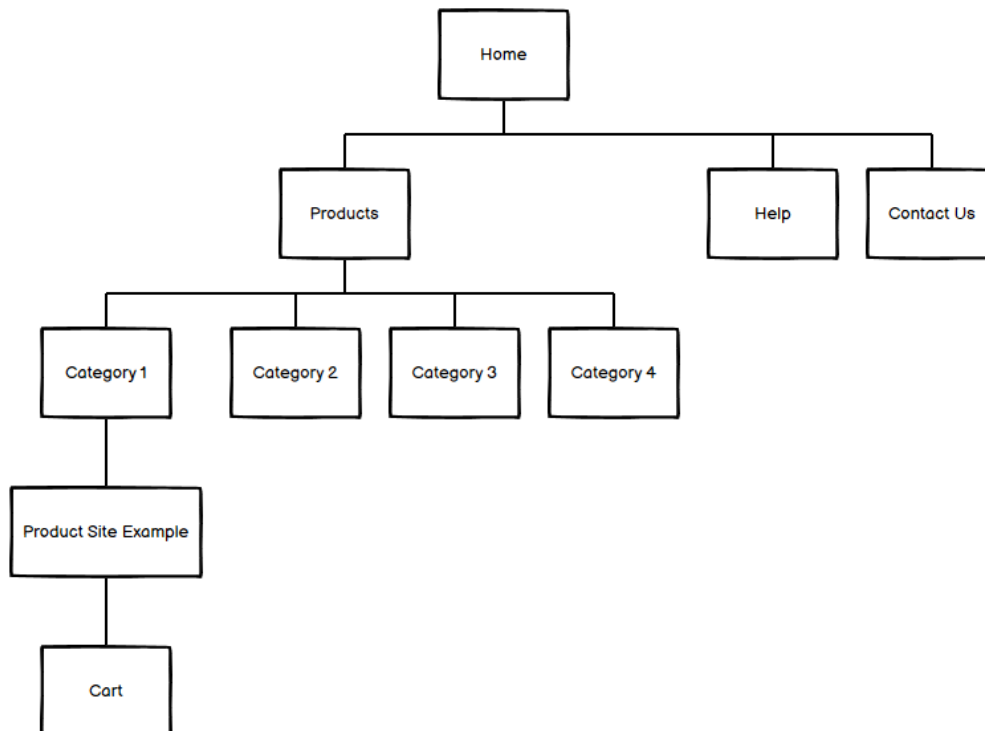 Home
Products
Help
Contact Us
Category 1
Category 2
Category 3
Category 4
Product Site Example
Cart